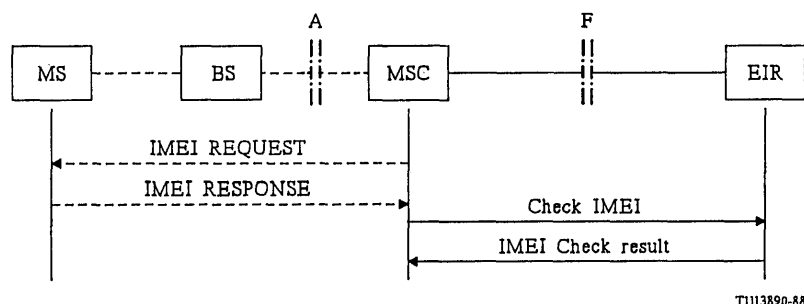 A F
MS BS MSC EIR
IMEI REQUEST
IMEI RESPONSE
Check IMEI
IMEI Check result
T1113890-88